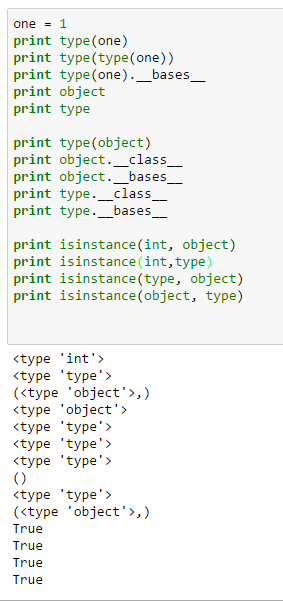 one = 1
print type(one)
print type(type(one))
print type(one).__bases__
print object
print type
print type(object)
print object.__class__
print object.__bases__
print type.__class__
print type.__bases__
print isinstance(int, object)
print isinstance(int,type)
print isinstance(type, object)
print isinstance(object, type)
<type 'int'>
<type 'type'>
(<type 'object'>,)
<type 'object'>
<type 'type'>
<type 'type'>
<type 'type'>
()
<type 'type'>
(<type 'object'>,)
True
True
True
True